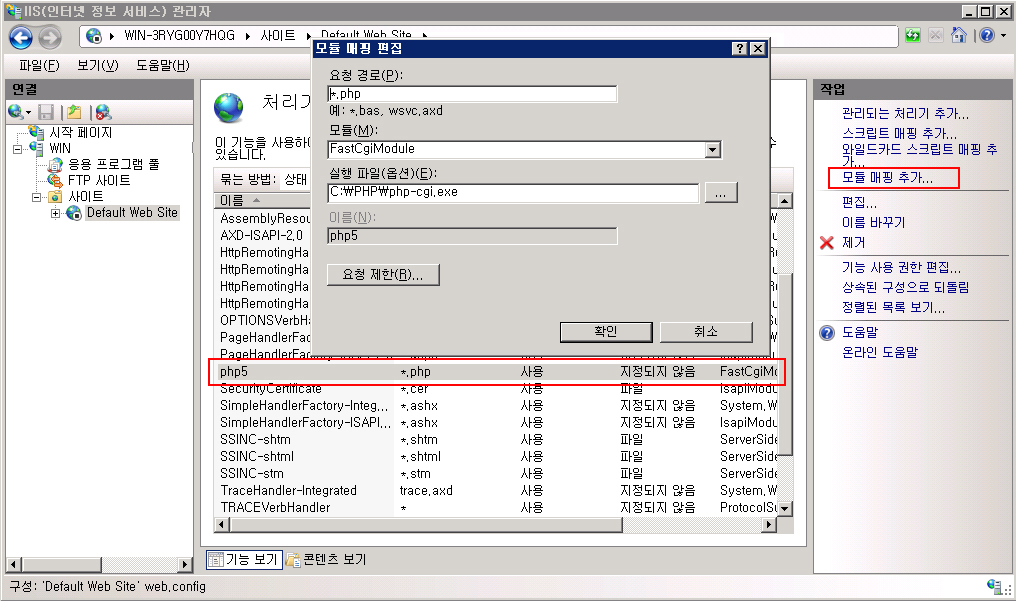 IIS(인터넷 정보 서비스) 관리자
WIN-3RYG00Y7HQG
사이트
Default Web Site
파일(F) 보기(V) 도움말(H)
연결
시작 페이지
WIN
응용 프로그램 풀
FTP 사이트
사이트
Default Web Site
처리기
이 기능을 사용하
있습니다.
묶는 방법: 상태
이름
AssemblyResou
AXD-ISAPI-2.0
HttpRemotingHa
HttpRemotingHa
HttpRemotingHa
HttpRemotingHa
OPTIONSVerbH
PageHandlerFac
PageHandlerFac
php5 *.php 사용 지정되지 않음 FastCgiMo
SecurityCertificate *.cer 사용 파일 IsapiModu
SimpleHandlerFactory-Integ... *.ashx 사용 지정되지 않음 System.W
SimpleHandlerFactory-ISAPI... *.ashx 사용 지정되지 않음 IsapiModu
SSINC-shtm *.shtm 사용 파일 ServerSide
SSINC-shtml *.shtml 사용 파일 ServerSide
SSINC-stm *.stm 사용 파일 ServerSide
TraceHandler-Integrated trace.axd 사용 지정되지 않음 System.W
TRACEVerbHandler * 사용 지정되지 않음 ProtocolSu
기능 보기 콘텐츠 보기
모듈 매핑 편집
요청 경로(P):
*.php
예: *.bas, wsvc.axd
모듈(M):
FastCgiModule
실행 파일(옵션)(E):
C:₩PHP₩php-cgi.exe
...
이름(N):
php5
요청 제한(R)...
확인 취소
작업
관리되는 처리기 추가...
스크립트 매핑 추가...
와일드카드 스크립트 매핑 추
가...
모듈 매핑 추가...
편집...
이름 바꾸기
제거
기능 사용 권한 편집...
상속된 구성으로 되돌림
정렬된 목록 보기...
도움말
온라인 도움말
구성: 'Default Web Site' web.config